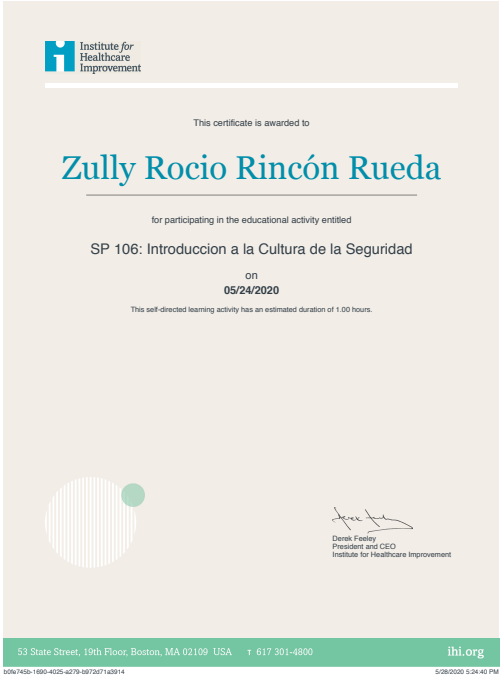 Institute for
Healthcare
Improvement
This certificate is awarded to
Zully Rocio Rincón Rueda
for participating in the educational activity entitled
SP 106: Introduccion a la Cultura de la Seguridad
on
05/24/2020
This self-directed learning activity has an estimated duration of 1.00 hours.
Derek Feeley
President and CEO
Institute for Healthcare Improvement
53 State Street, 19th Floor, Boston, MA 02109 USA T 617 301-4800 ihi.org
b0fe745b-1690-4025-a279-b972d71a3914 5/28/2020 5:24:40 PM